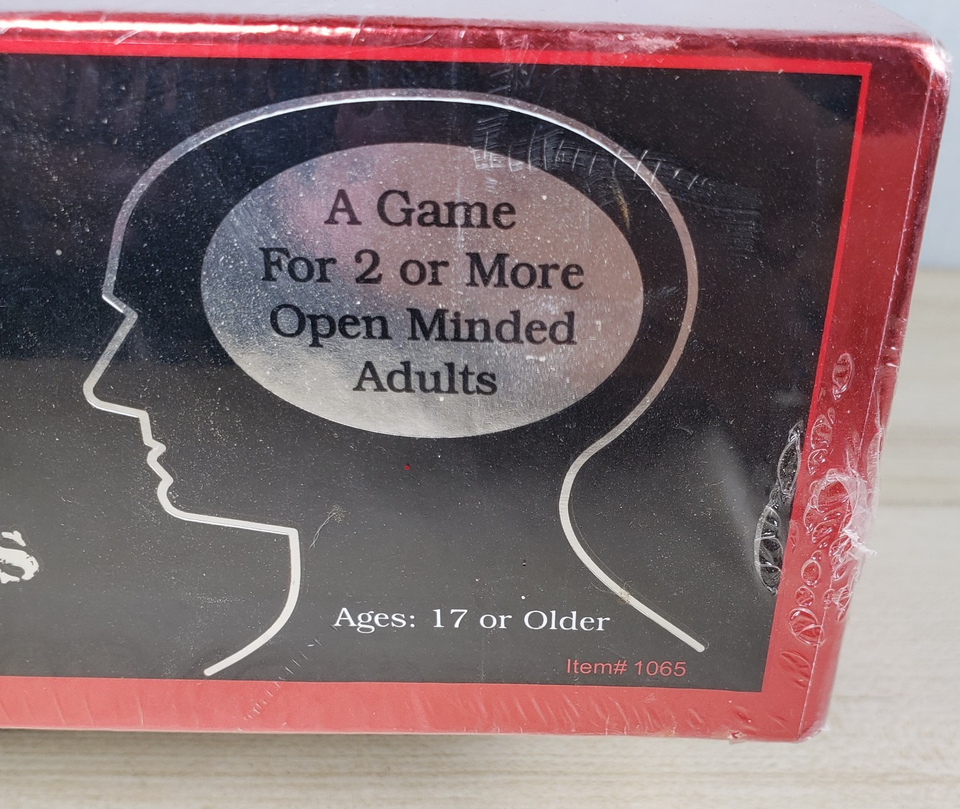 A Game
For 2 or More
Open Minded
Adults
Ages: 17 or Older
Item# 1065